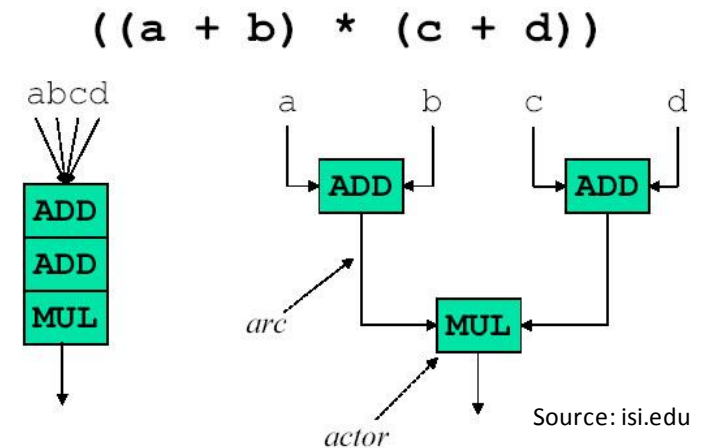 ((a + b) * (c + d))
abcd
a b c d
ADD ADD
ADD
ADD
MUL
arc
MUL
actor
Source: isi.edu